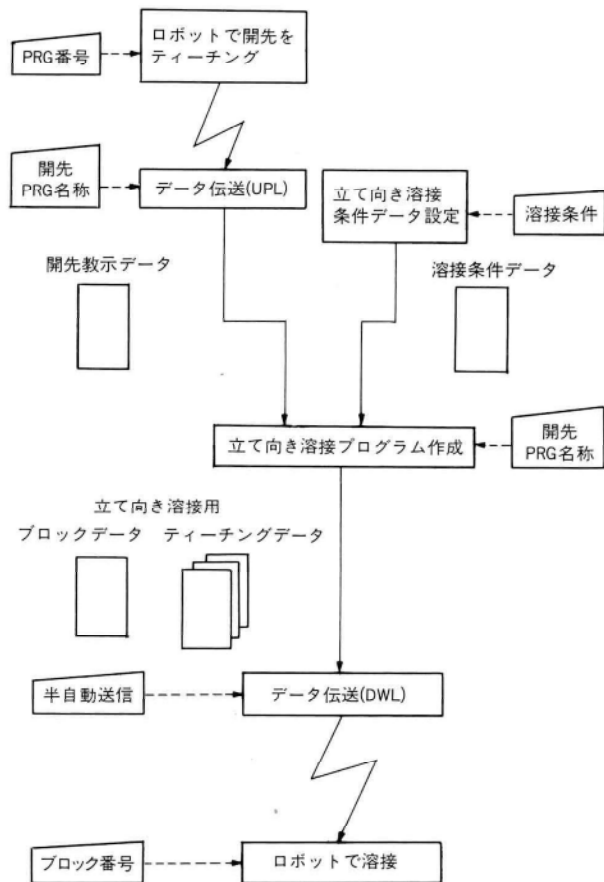 ロボットで開先を
ティーチング
PRG番号
開先
PRG名称
データ伝送(UPL)
立て向き溶接
条件データ設定
溶接条件
開先教示データ
溶接条件データ
立て向き溶接プログラム作成
開先
PRG名称
立て向き溶接用
ブロックデータ
ティーチングデータ
半自動送信
データ伝送(DWL)
ブロック番号
ロボットで溶接